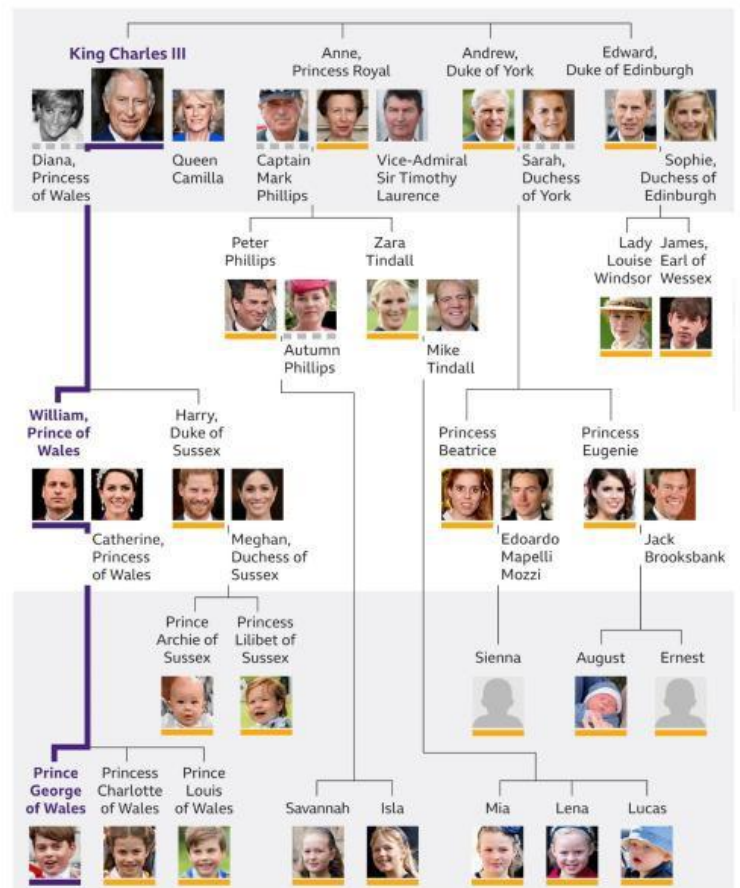 King Charles III
Anne,
Princess Royal
Andrew,
Duke of York
Edward,
Duke of Edinburgh
Diana,
Princess
of Wales
Queen
Camilla
Captain
Mark
Phillips
Vice-Admiral
Sir Timothy
Laurence
Sarah,
Duchess
of York
Sophie,
Duchess of
Edinburgh
Peter
Phillips
Zara
Tindall
Lady
Louise
Windsor
James,
Earl of
Wessex
Autumn
Phillips
Mike
Tindall
William,
Prince of
Wales
Harry,
Duke of
Sussex
Princess
Beatrice
Princess
Eugenie
Catherine,
Princess
of Wales
Meghan,
Duchess of
Sussex
Edoardo
Mapelli
Mozzi
Jack
Brooksbank
Prince
Archie of
Sussex
Princess
Lilibet of
Sussex
Sienna
August
Ernest
Prince
George
of Wales
Princess
Charlotte
of Wales
Prince
Louis
of Wales
Savannah
Isla
Mia
Lena
Lucas